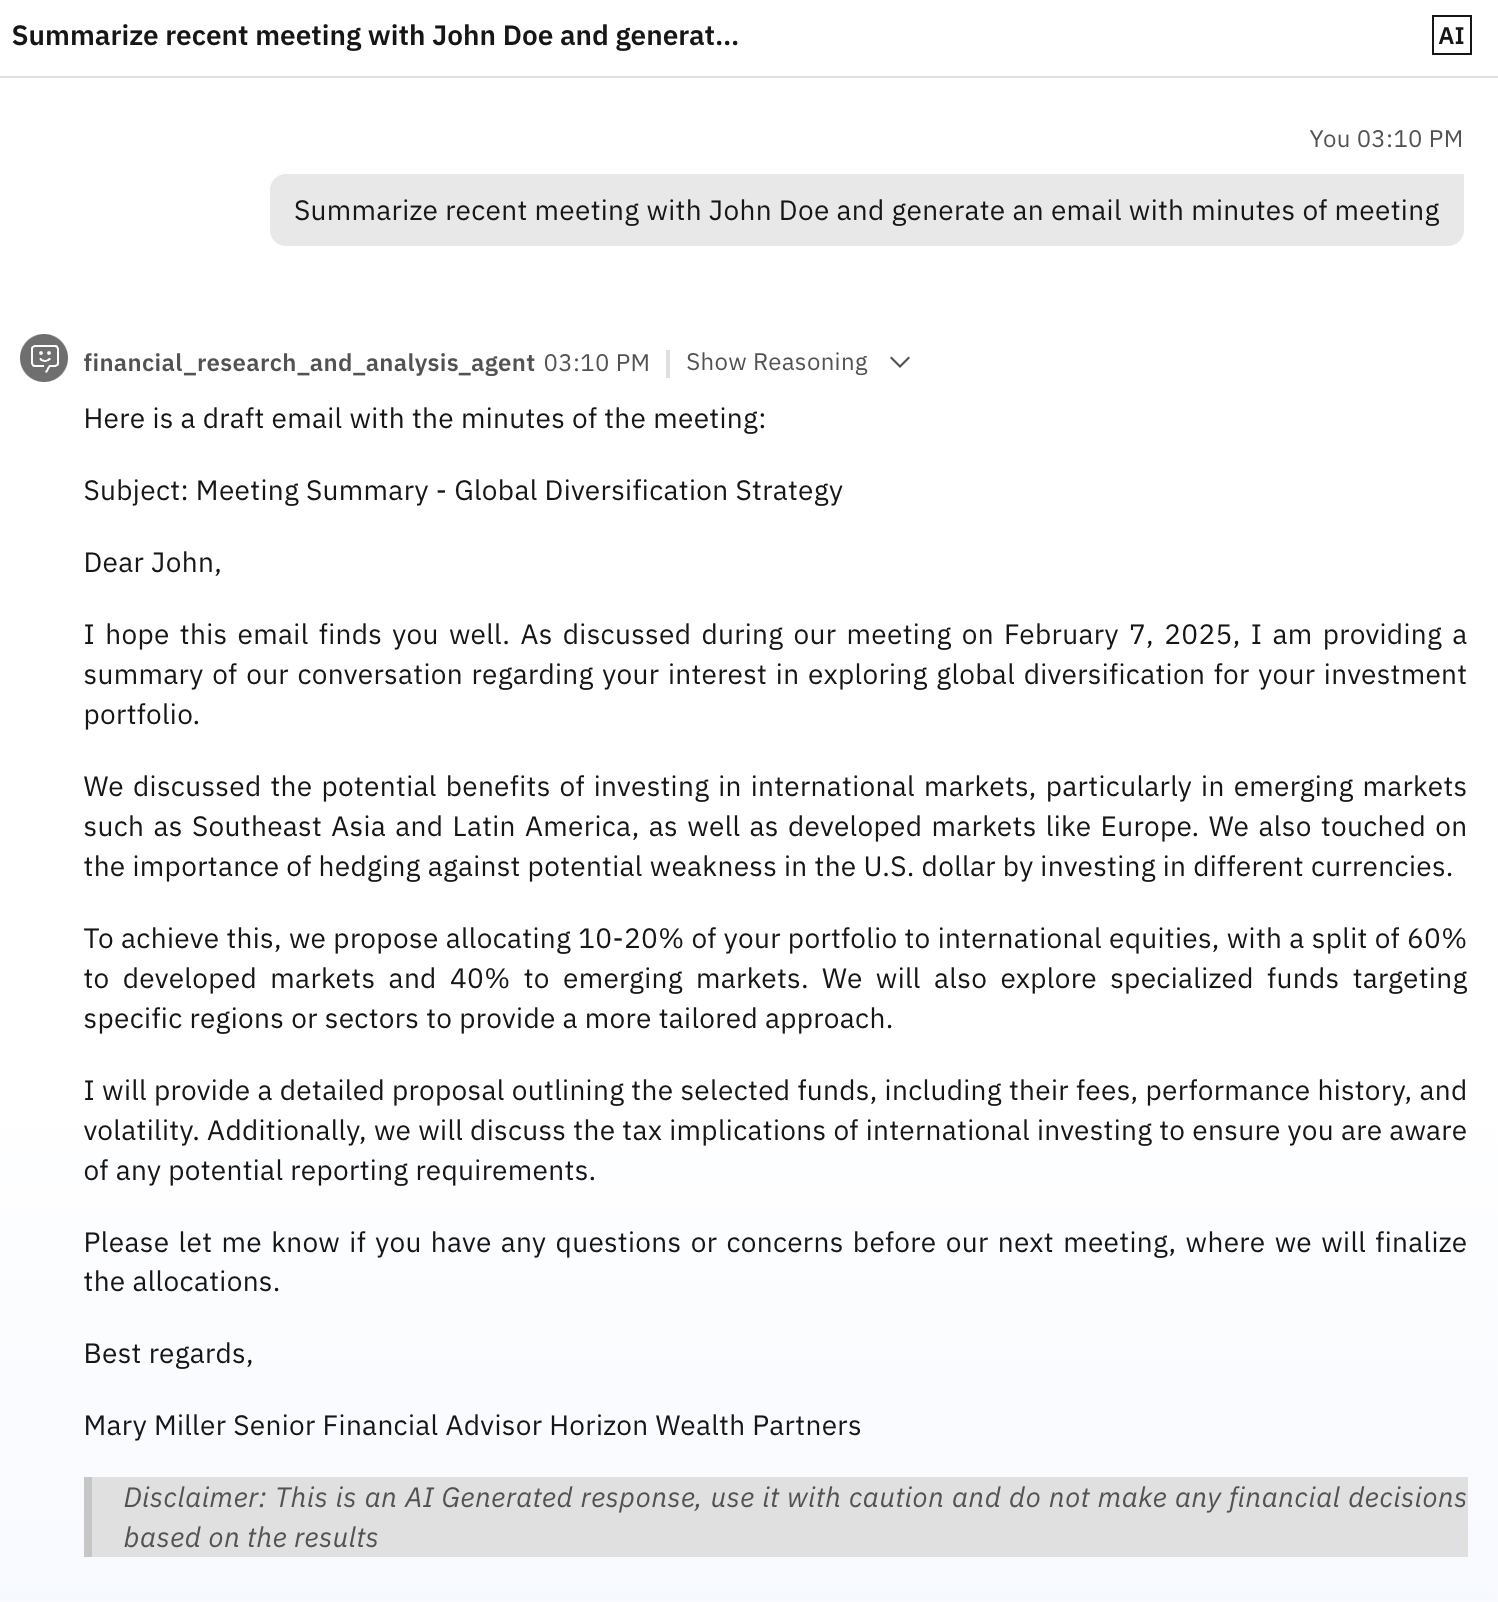 Summarize recent meeting with John Doe and generat...
AI
You 03:10 PM
Summarize recent meeting with John Doe and generate an email with minutes of meeting
financial_research_and_analysis_agent 03:10 PM | Show Reasoning
Here is a draft email with the minutes of the meeting:
Subject: Meeting Summary - Global Diversification Strategy
Dear John,
I hope this email finds you well. As discussed during our meeting on February 7, 2025, I am providing a
summary of our conversation regarding your interest in exploring global diversification for your investment
portfolio.
We discussed the potential benefits of investing in international markets, particularly in emerging markets
such as Southeast Asia and Latin America, as well as developed markets like Europe. We also touched on
the importance of hedging against potential weakness in the U.S. dollar by investing in different currencies.
To achieve this, we propose allocating 10-20% of your portfolio to international equities, with a split of 60%
to developed markets and 40% to emerging markets. We will also explore specialized funds targeting
specific regions or sectors to provide a more tailored approach.
I will provide a detailed proposal outlining the selected funds, including their fees, performance history, and
volatility. Additionally, we will discuss the tax implications of international investing to ensure you are aware
of any potential reporting requirements.
Please let me know if you have any questions or concerns before our next meeting, where we will finalize
the allocations.
Best regards,
Mary Miller Senior Financial Advisor Horizon Wealth Partners
Disclaimer: This is an AI Generated response, use it with caution and do not make any financial decisions
based on the results